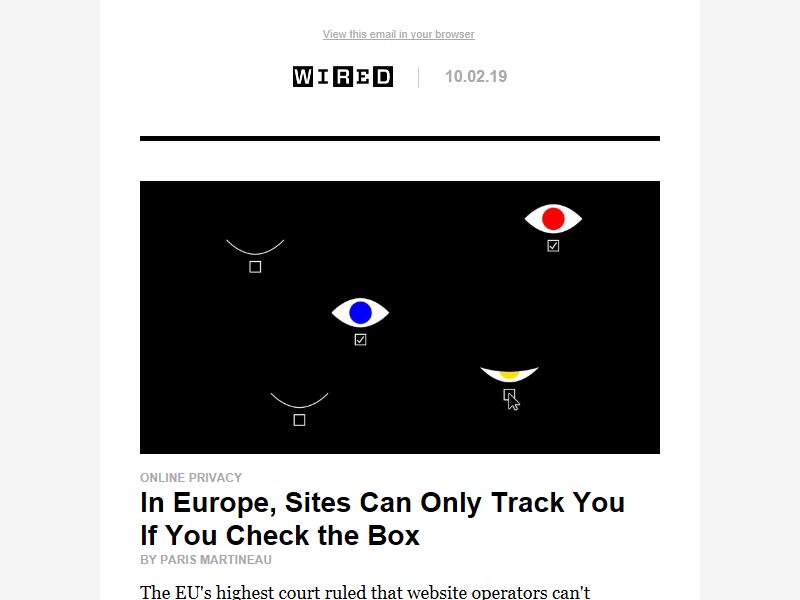 View this email in your browser
WIRED 10.02.19
ONLINE PRIVACY
In Europe, Sites Can Only Track You
If You Check the Box
BY PARIS MARTINEAU
The EU's highest court ruled that website operators can't